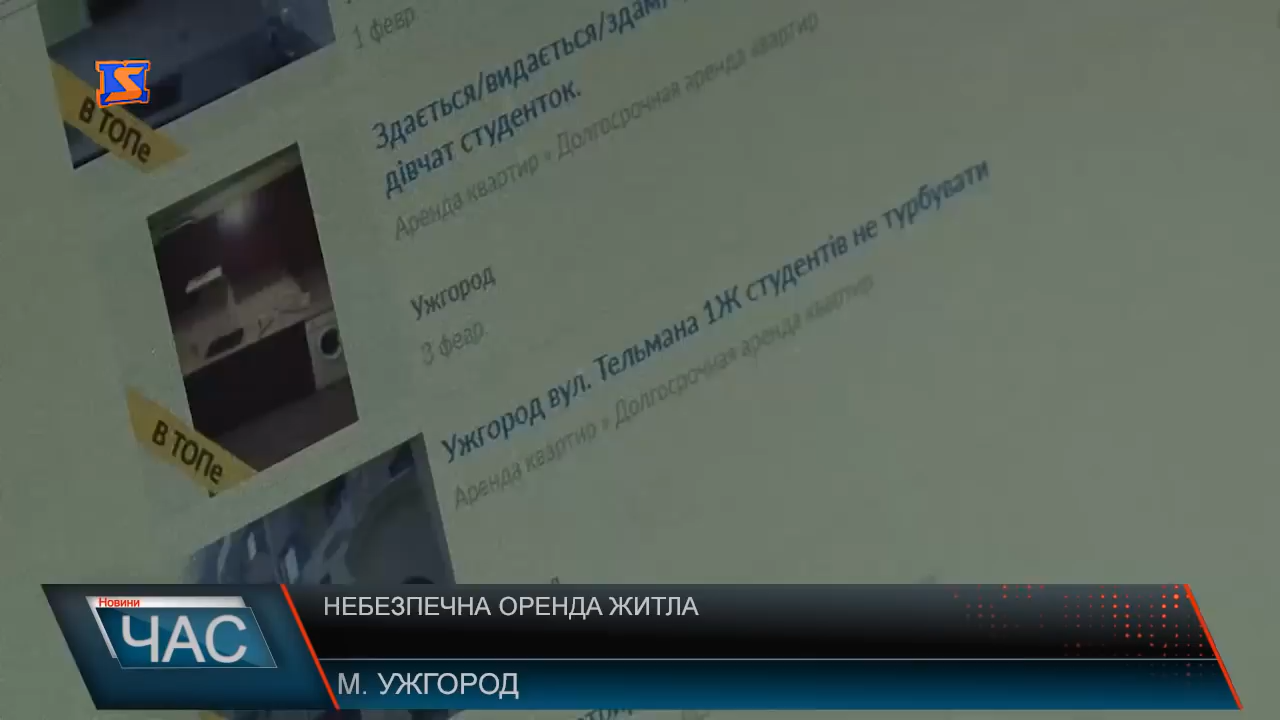 1 февр
Здається/видається/здам/
дівчат студенток.
Аренда квартир » Долгосрочная аренда квартир
В ТОПе
Ужгород
3 февр
Ужгород вул. Тельмана 1Ж студентів не турбувати
Аренда квартир » Долгосрочная аренда квартир
В ТОПе
Новини
ЧАС
НЕБЕЗПЕЧНА ОРЕНДА ЖИТЛА
М. УЖГОРОД